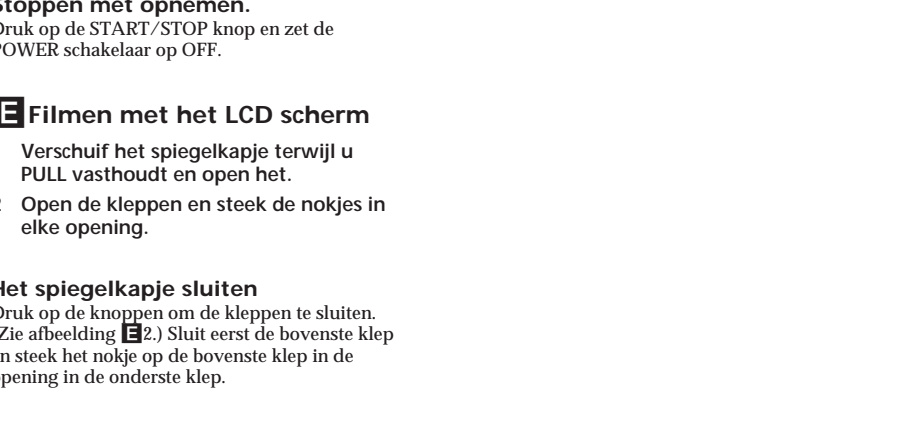 Stoppen met opnemen.
Druk op de START/STOP knop en zet de
POWER schakelaar op OFF.
E Filmen met het LCD scherm
Verschuif het spiegelkapje terwijl u
PULL vasthoudt en open het.
2 Open de kleppen en steek de nokjes in
elke opening.
Het spiegelkapje sluiten
Druk op de knoppen om de kleppen te sluiten.
(Zie afbeelding E2.) Sluit eerst de bovenste klep
en steek het nokje op de bovenste klep in de
opening in de onderste klep.